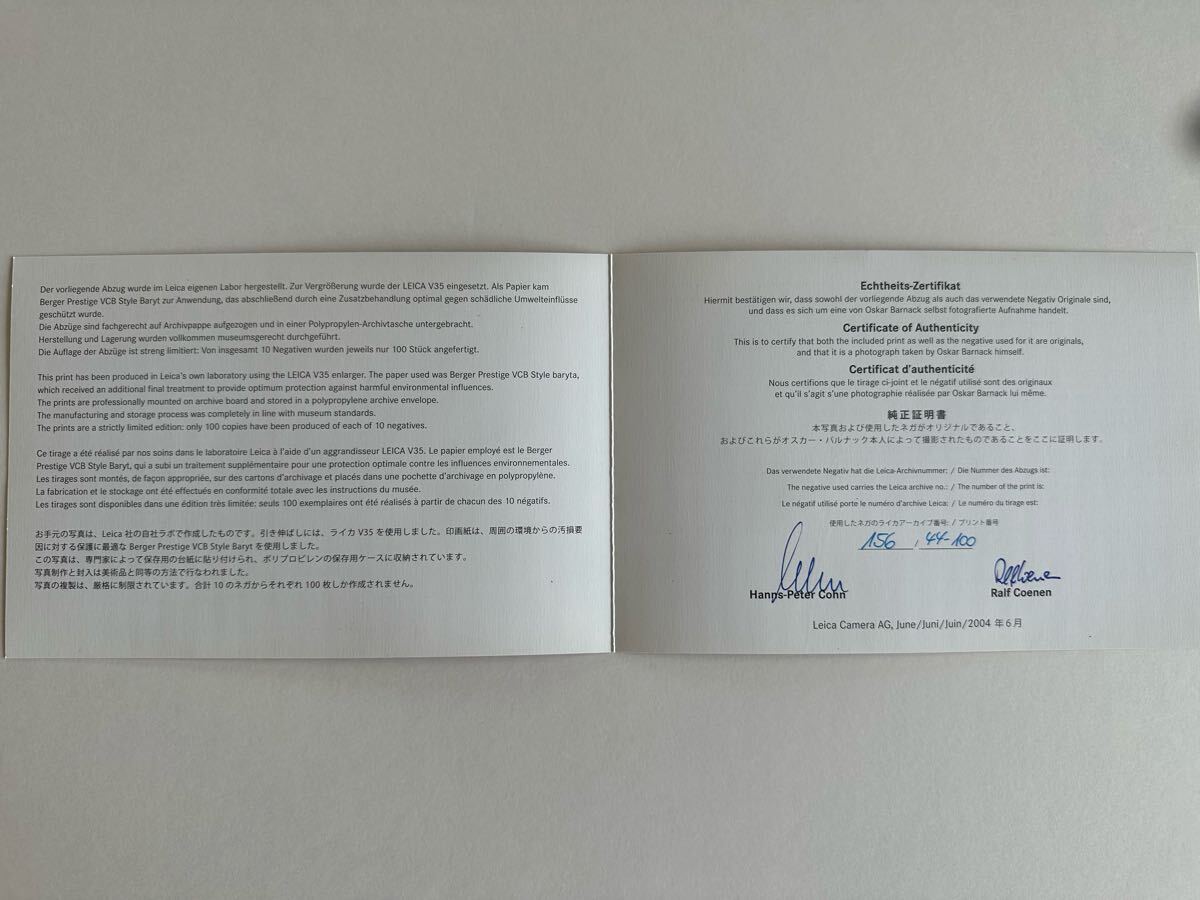 Der vorliegende Abzug wurde im Leica eigenen Labor hergestellt. Zur Vergrößerung wurde der LEICA V35 eingesetzt. Als Papier kam
Berger Prestige VCB Style Baryt zur Anwendung, das abschließend durch eine Zusatzbehandlung optimal gegen schädliche Umwelteinflüsse
geschützt wurde.
Die Abzüge sind fachgerecht auf Archivpappe aufgezogen und in einer Polypropylen-Archivtasche untergebracht.
Herstellung und Lagerung wurden vollkommen museumsgerecht durchgeführt.
Die Auflage der Abzüge ist streng limitiert: Von insgesamt 10 Negativen wurden jeweils nur 100 Stück angefertigt.
This print has been produced in Leica's own laboratory using the LEICA V35 enlarger. The paper used was Berger Prestige VCB Style baryta,
which received an additional final treatment to provide optimum protection against harmful environmental influences.
The prints are professionally mounted on archive board and stored in a polypropylene archive envelope.
The manufacturing and storage process was completely in line with museum standards.
The prints are a strictly limited edition: only 100 copies have been produced of each of 10 negatives.
Ce tirage a été réalisé par nos soins dans le laboratoire Leica à l'aide d'un aggrandisseur LEICA V35. Le papier employé est le Berger
Prestige VCB Style Baryt, qui a subi un traitement supplémentaire pour une protection optimale contre les influences environnementales.
Les tirages sont montés, de façon appropriée, sur des cartons d'archivage et placés dans une pochette d'archivage en polypropylène.
La fabrication et le stockage ont été effectués en conformité totale avec les instructions du musée.
Les tirages sont disponibles dans une édition très limitée: seuls 100 exemplaires ont été réalisés à partir de chacun des 10 négatifs.
お手元の写真は、Leica 社の自社ラボで作成したものです。引き伸ばしには、ライカ V35 を使用しました。印画紙は、周囲の環境からの汚損要
因に対する保護に最適な Berger Prestige VCB Style Baryt を使用しました。
この写真は、専門家によって保存用の台紙に貼り付けられ、ポリプロピレンの保存用ケースに収納されています。
写真制作と封入は美術品と同等の方法で行なわれました。
写真の複製は、厳格に制限されています。合計 10 のネガからそれぞれ 100 枚しか作成されません。
Echtheits-Zertifikat
Hiermit bestätigen wir, dass sowohl der vorliegende Abzug als auch das verwendete Negativ Originale sind,
und dass es sich um eine von Oskar Barnack selbst fotografierte Aufnahme handelt.
Certificate of Authenticity
This is to certify that both the included print as well as the negative used for it are originals,
and that it is a photograph taken by Oskar Barnack himself.
Certificat d'authenticité
Nous certifions que le tirage ci-joint et le négatif utilisé sont des originaux
et qu'il s'agit s'une photographie réalisée par Oskar Barnack lui même.
純正証明書
本写真および使用したネガがオリジナルであること、
およびこれらがオスカー・バルナック本人によって撮影されたものであることをここに証明します。
Das verwendete Negativ hat die Leica-Archivnummer: / Die Nummer des Abzugs ist:
The negative used carries the Leica archive no.: / The number of the print is:
Le négatif utilisé porte le numéro d'archive Leica: / Le numéro du tirage est:
使用したネガのライカアーカイブ番号: / プリント番号
156 , 44-100
Hanns-Peter Cohn
Ralf Coenen
Leica Camera AG, June/Juni/Juin/2004 年 6 月